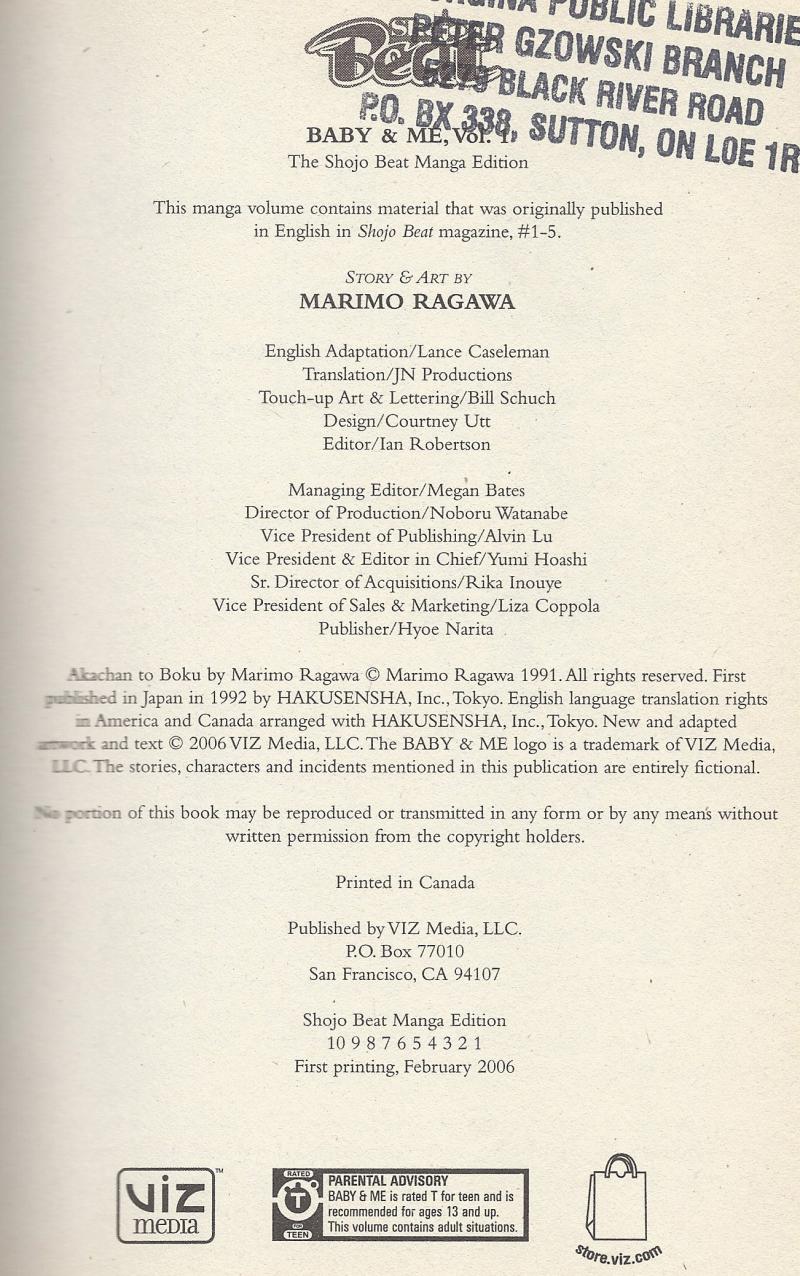 PUBLIC LIBRARIE
PETER GZOWSKI BRANCH
BLACK RIVER ROAD
P.O. BX 338, SUTTON, ON L0E 1R
Beat
BABY & ME, Vol. 1
The Shojo Beat Manga Edition
This manga volume contains material that was originally published
in English in Shojo Beat magazine, #1-5.
STORY & ART BY
MARIMO RAGAWA
English Adaptation/Lance Caseleman
Translation/JN Productions
Touch-up Art & Lettering/Bill Schuch
Design/Courtney Utt
Editor/Ian Robertson
Managing Editor/Megan Bates
Director of Production/Noboru Watanabe
Vice President of Publishing/Alvin Lu
Vice President & Editor in Chief/Yumi Hoashi
Sr. Director of Acquisitions/Rika Inouye
Vice President of Sales & Marketing/Liza Coppola
Publisher/Hyoe Narita
Akachan to Boku by Marimo Ragawa © Marimo Ragawa 1991. All rights reserved. First
published in Japan in 1992 by HAKUSENSHA, Inc., Tokyo. English language translation rights
in America and Canada arranged with HAKUSENSHA, Inc., Tokyo. New and adapted
artwork and text © 2006 VIZ Media, LLC. The BABY & ME logo is a trademark of VIZ Media,
LLC. The stories, characters and incidents mentioned in this publication are entirely fictional.
No portion of this book may be reproduced or transmitted in any form or by any means without
written permission from the copyright holders.
Printed in Canada
Published by VIZ Media, LLC.
P.O. Box 77010
San Francisco, CA 94107
Shojo Beat Manga Edition
10 9 8 7 6 5 4 3 2 1
First printing, February 2006
viz media ™
RATED T FOR TEEN
PARENTAL ADVISORY
BABY & ME is rated T for teen and is
recommended for ages 13 and up.
This volume contains adult situations.
store.viz.com